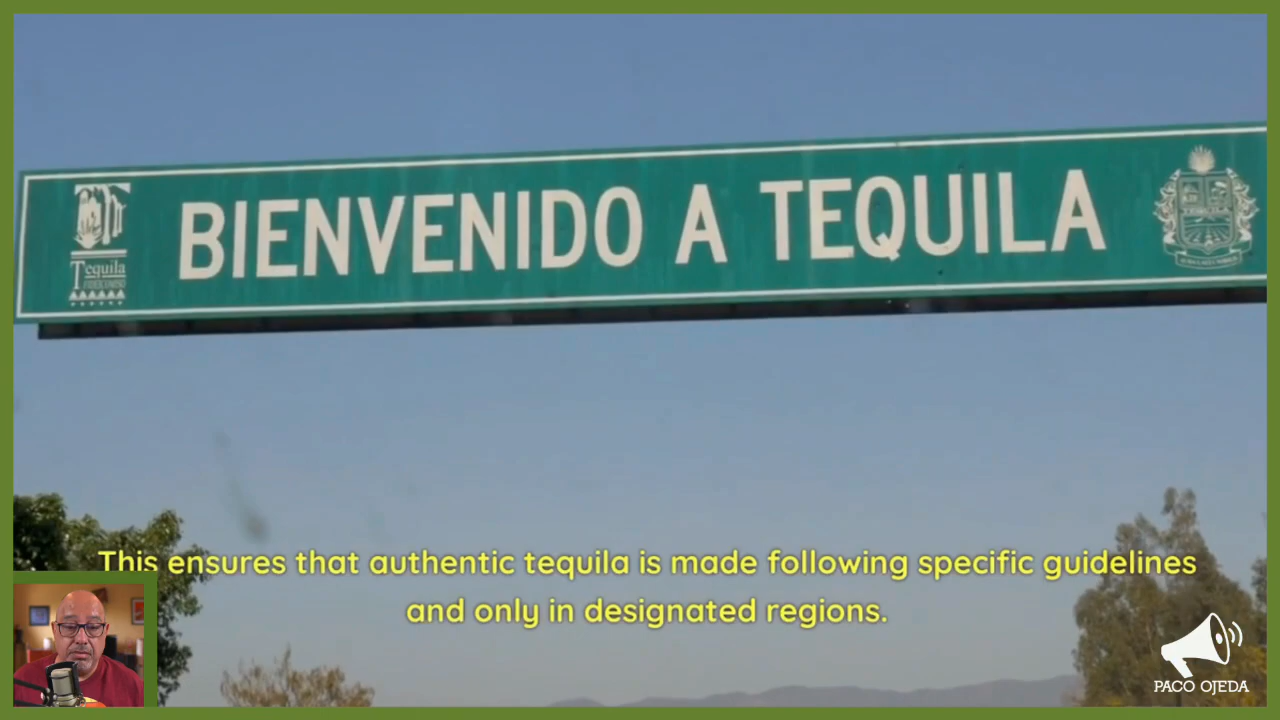 BIENVENIDO A TEQUILA
Tequila
This ensures that authentic tequila is made following specific guidelines
and only in designated regions.
PACO OJEDA